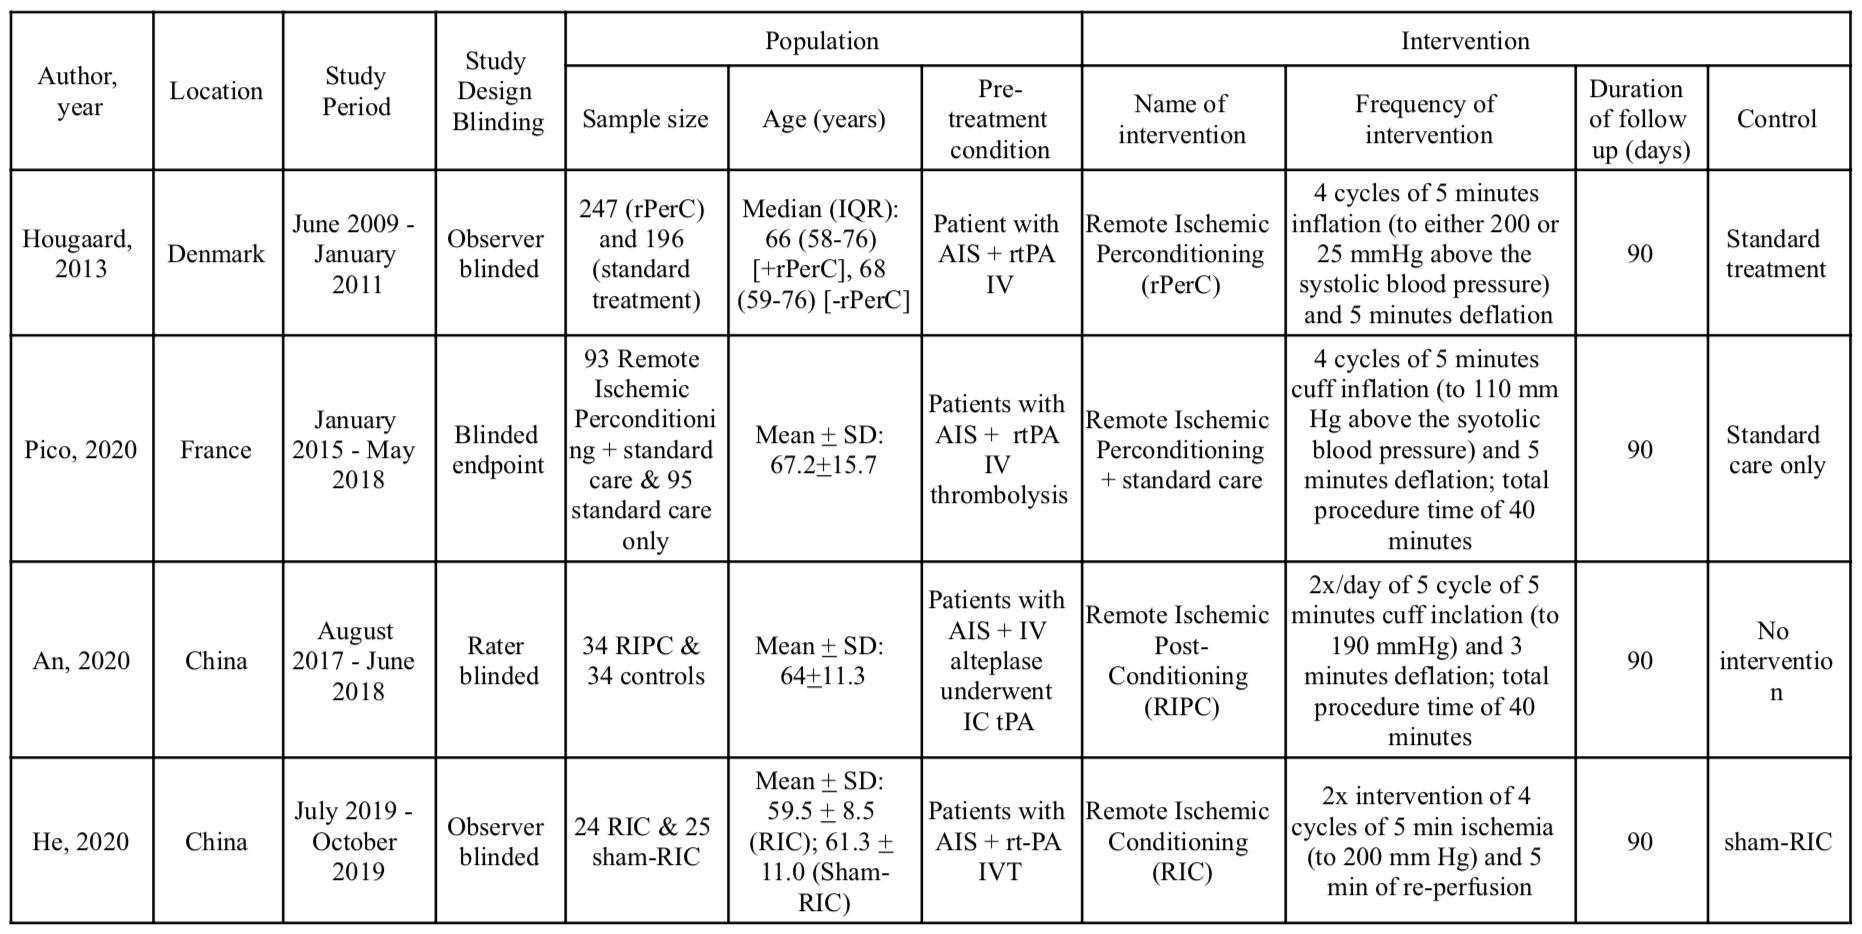 Author,
year
Location
Study
Period
Study
Design
Blinding
Population
Intervention
Sample size
Age (years)
Pre-
treatment
condition
Name of
intervention
Frequency of
intervention
Duration
of follow
up (days)
Control
Hougaard,
2013
Denmark
June 2009 -
January
2011
Observer
blinded
247 (rPerC)
and 196
(standard
treatment)
Median (IQR):
66 (58-76)
[+rPerC], 68
(59-76) [-rPerC]
Patient with
AIS + rtPA
IV
Remote Ischemic
Perconditioning
(rPerC)
4 cycles of 5 minutes
inflation (to either 200 or
25 mmHg above the
systolic blood pressure)
and 5 minutes deflation
90
Standard
treatment
Pico, 2020
France
January
2015 - May
2018
Blinded
endpoint
93 Remote
Ischemic
Perconditioni
ng + standard
care & 95
standard care
only
Mean ± SD:
67.2±15.7
Patients with
AIS + rtPA
IV
thrombolysis
Remote Ischemic
Perconditioning
+ standard care
4 cycles of 5 minutes
cuff inflation (to 110 mm
Hg above the syotolic
blood pressure) and 5
minutes deflation; total
procedure time of 40
minutes
90
Standard
care only
An, 2020
China
August
2017 - June
2018
Rater
blinded
34 RIPC &
34 controls
Mean ± SD:
64±11.3
Patients with
AIS + IV
alteplase
underwent
IC tPA
Remote Ischemic
Post-
Conditioning
(RIPC)
2x/day of 5 cycle of 5
minutes cuff inclation (to
190 mmHg) and 3
minutes deflation; total
procedure time of 40
minutes
90
No
interventio
n
He, 2020
China
July 2019 -
October
2019
Observer
blinded
24 RIC & 25
sham-RIC
Mean ± SD:
59.5 ± 8.5
(RIC); 61.3 ±
11.0 (Sham-
RIC)
Patients with
AIS + rt-PA
IVT
Remote Ischemic
Conditioning
(RIC)
2x intervention of 4
cycles of 5 min ischemia
(to 200 mm Hg) and 5
min of re-perfusion
90
sham-RIC